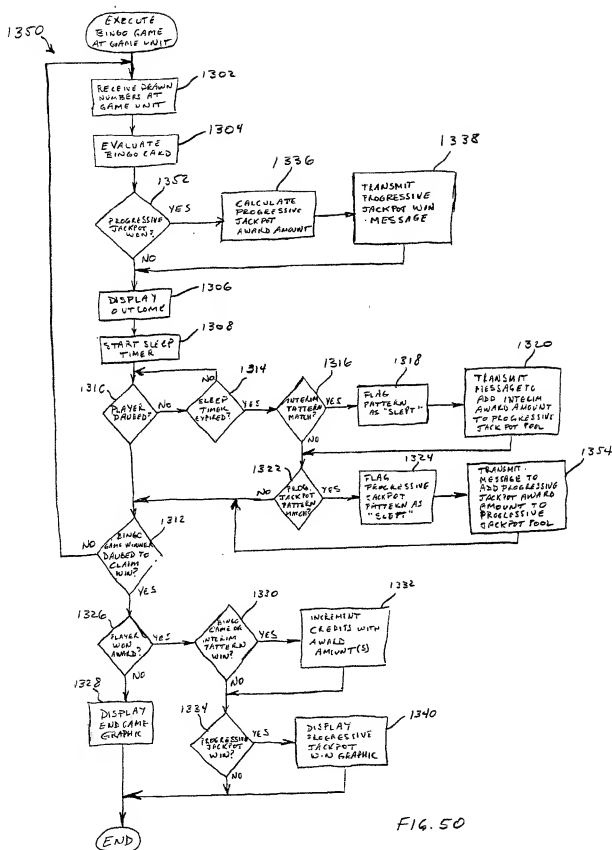 1350
EXECUTE
BINGO GAME
AT GAME UNIT
1302
RECEIVE DRAWN
NUMBERS AT
GAME UNIT
1304
EVALUATE
BINGO CARD
1352
PROGRESSIVE
JACKPOT
WON?
YES
NO
1336
CALCULATE
PROGRESSIVE
JACKPOT
AWARD AMOUNT
1338
TRANSMIT
PROGRESSIVE
JACKPOT WIN
MESSAGE
1306
DISPLAY
OUTCOME
1308
START SLEEP
TIMER
1310
PLAYER
DAUBED?
NO
1314
NO
SLEEP
TIMER
EXPIRED?
YES
1316
INTERIM
PATTERN
MATCH?
YES
NO
1318
FLAG
PATTERN
AS "SLEPT"
1320
TRANSMIT
MESSAGE TO
ADD INTERIM
AWARD AMOUNT
TO PROGRESSIVE
JACKPOT POOL
1322
PROG.
JACKPOT
PATTERN
MATCH?
NO
YES
1324
FLAG
PROGRESSIVE
JACKPOT
PATTERN AS
"SLEPT"
1354
TRANSMIT
MESSAGE TO
ADD PROGRESSIVE
JACKPOT AWARD
AMOUNT TO
PROGRESSIVE
JACKPOT POOL
1312
BINGO
GAME WINNER
DAUBED TO
CLAIM
WIN?
NO
YES
1326
PLAYER
WON
AWARD?
YES
NO
1330
BINGO
GAME OR
INTERIM
PATTERN
WIN?
YES
NO
1332
INCREMENT
CREDITS WITH
AWARD
AMOUNT(S)
1328
DISPLAY
END GAME
GRAPHIC
1334
PROGRESSIVE
JACKPOT
WIN?
YES
NO
1340
DISPLAY
PROGRESSIVE
JACKPOT
WIN GRAPHIC
END
FIG. 50